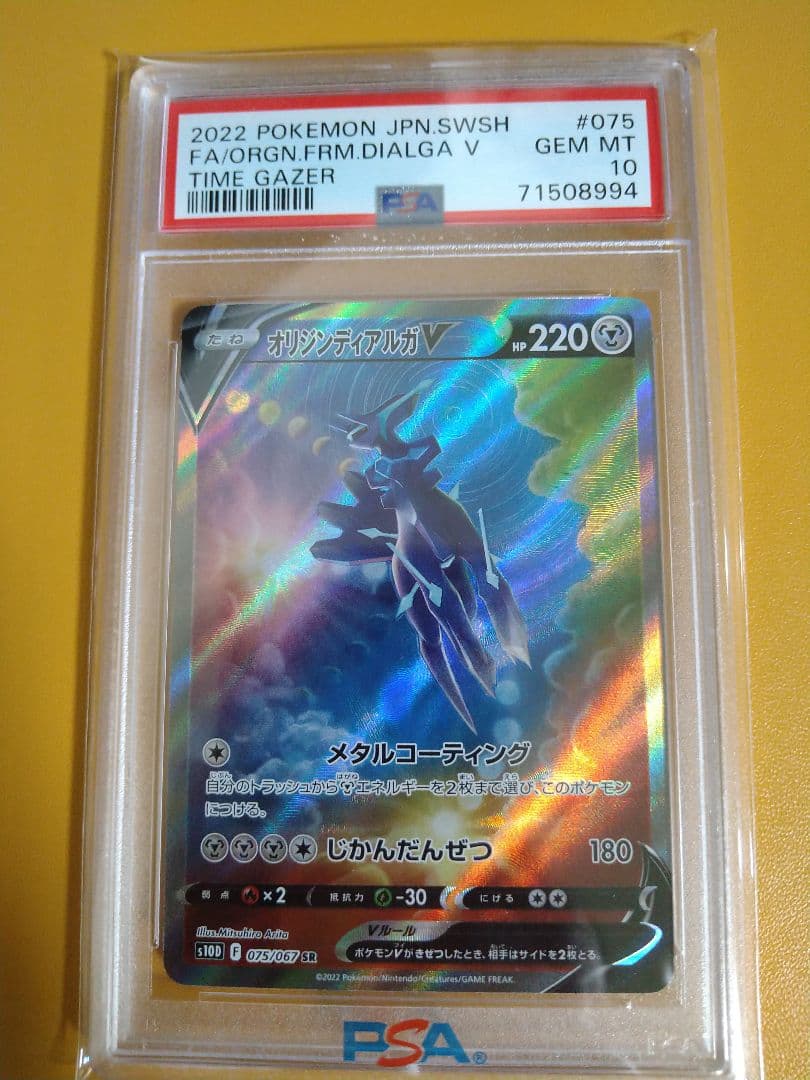 2022 POKEMON JPN.SWSH #075
FA/ORGN.FRM.DIALGA V GEM MT
TIME GAZER 10
PSA 71508994
たね オリジンディアルガV HP 220
メタルコーティング
自分のトラッシュからエネルギーを2枚まで選び、このポケモン
につける。
じかんだんぜつ 180
弱点 ×2 抵抗力 -30 にげる
Illus.Mitsuhiro Arita
Vルール
s10D F 075/067 SR
ポケモンVがきぜつしたとき、相手はサイドを2枚とる。
©2022 Pokémon/Nintendo/Creatures/GAME FREAK.
PSA®